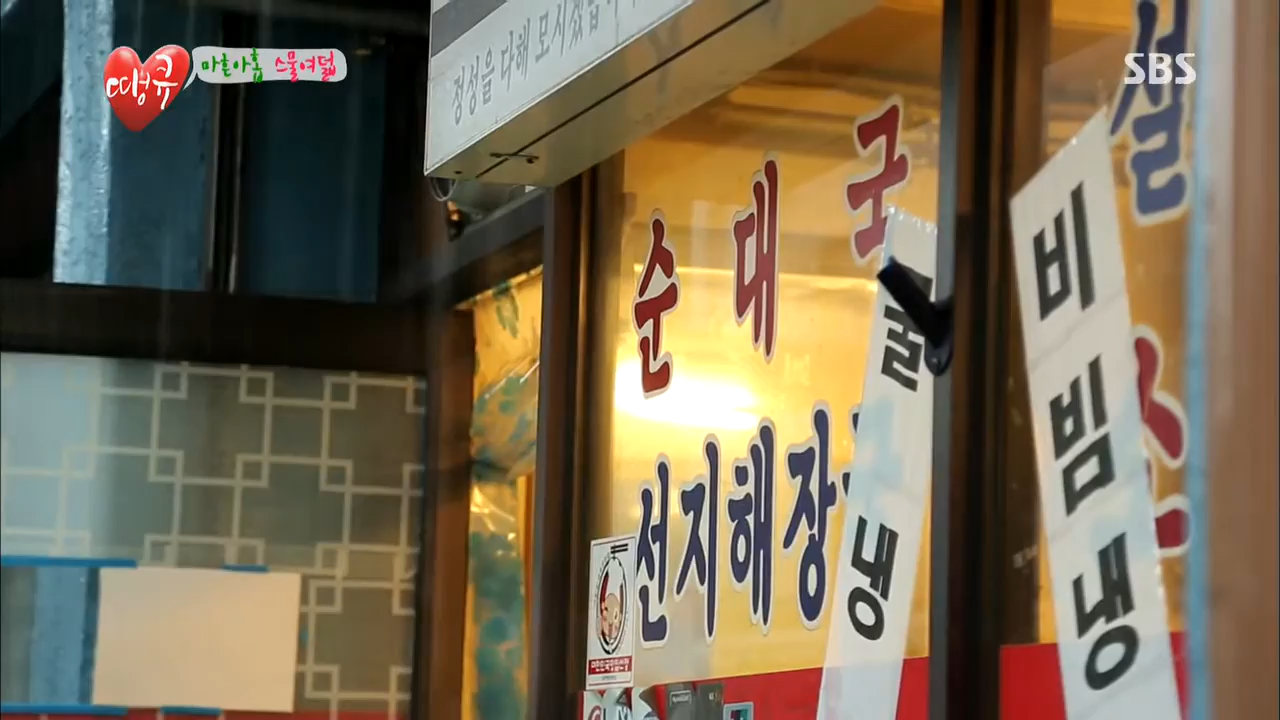 땡큐 마흔아홉 스물여덟
SBS
정성을 다해 모시겠습니
순대국
선지해장
물냉
비빔냉
설